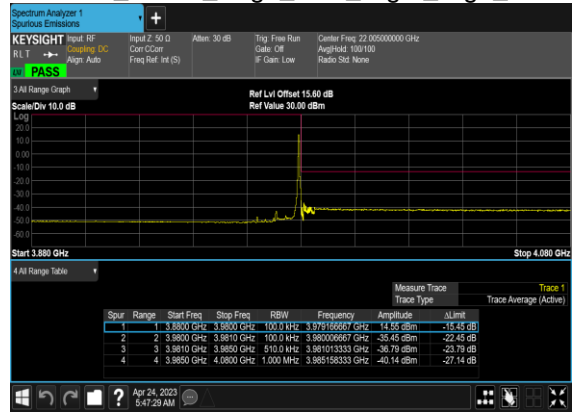 Spectrum Analyzer 1
Spurious Emissions
+
KEYSIGHT Input: RF Input Z: 50 Ω Atten: 30 dB Trig: Free Run Center Freq: 22.005000000 GHz
RLT Coupling: DC Corr CCorr Gate: Off Avg|Hold: 100/100
Align: Auto Freq Ref: Int (S) IF Gain: Low Radio Std: None
PASS
3 All Range Graph
Ref Lvl Offset 15.60 dB
Scale/Div 10.0 dB Ref Value 30.00 dBm
Log
20.0
10.0
0.00
-10.0
-20.0
-30.0
-40.0
-50.0
-60.0
Start 3.880 GHz Stop 4.080 GHz
4 All Range Table
Measure Trace Trace 1
Trace Type Trace Average (Active)
Spur Range Start Freq Stop Freq RBW Frequency Amplitude ΔLimit
1 1 3.8800 GHz 3.9800 GHz 100.0 kHz 3.979166667 GHz 14.55 dBm -15.45 dB
2 2 3.9800 GHz 3.9810 GHz 100.0 kHz 3.980006667 GHz -35.45 dBm -22.45 dB
3 3 3.9810 GHz 3.9850 GHz 510.0 kHz 3.981013333 GHz -36.79 dBm -23.79 dB
4 4 3.9850 GHz 4.0800 GHz 1.000 MHz 3.985158333 GHz -40.14 dBm -27.14 dB
? Apr 24, 2023
5:47:29 AM